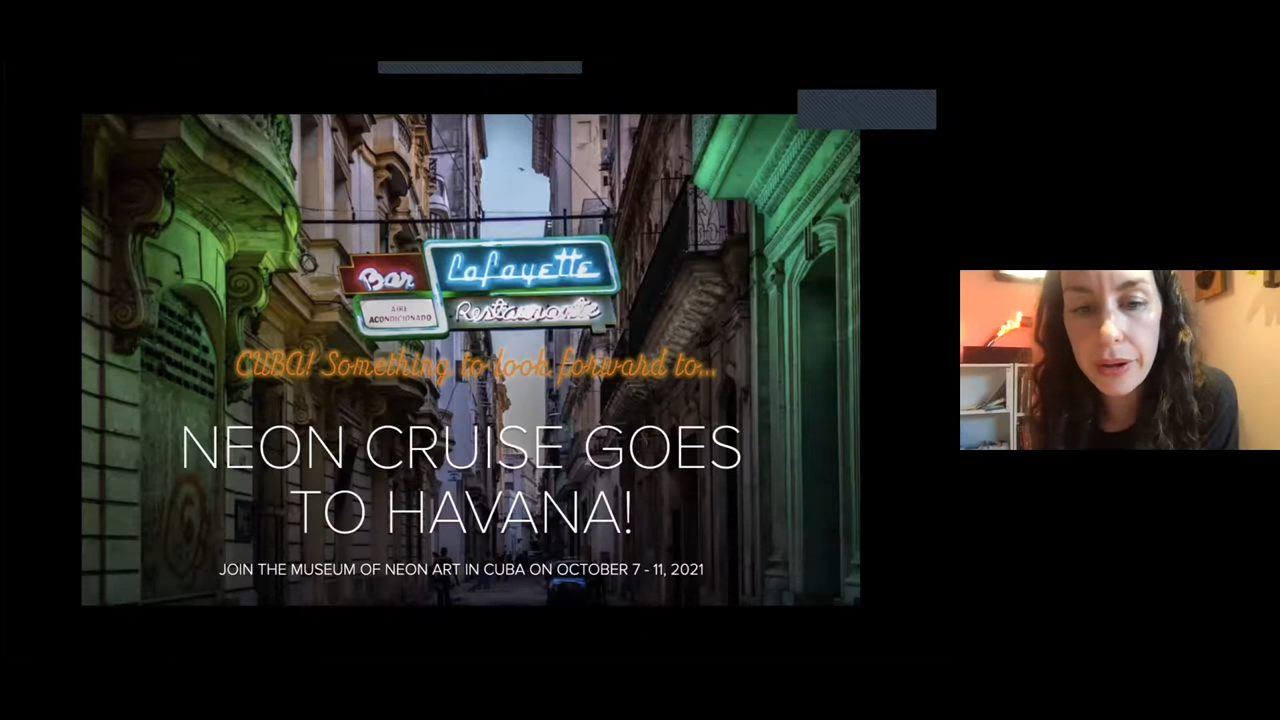 Bar
Lafayette
AIRE
ACONDICIONADO
Restaurante
CUBA! Something to look forward to...
NEON CRUISE GOES
TO HAVANA!
JOIN THE MUSEUM OF NEON ART IN CUBA ON OCTOBER 7 - 11, 2021